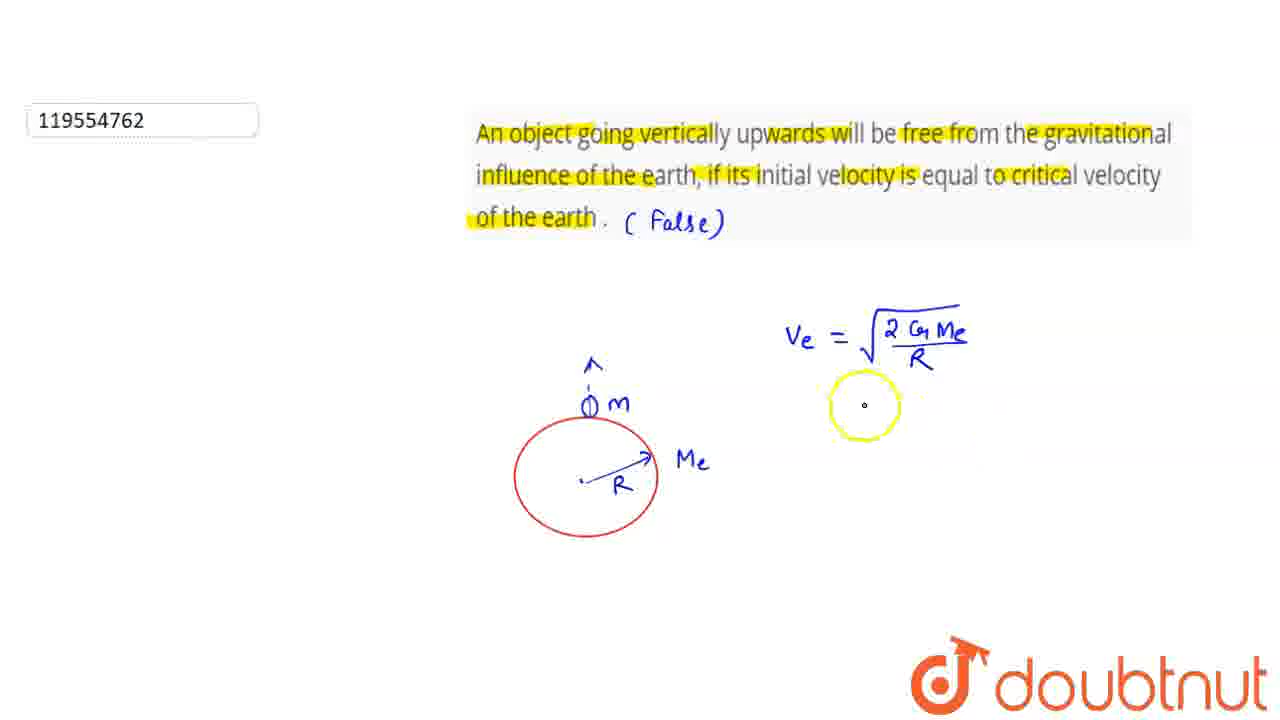 119554762
An object going vertically upwards will be free from the gravitational
influence of the earth, if its initial velocity is equal to critical velocity
of the earth . ( False)
Ve = √(2 G Me / R)
m
Me
R
doubtnut